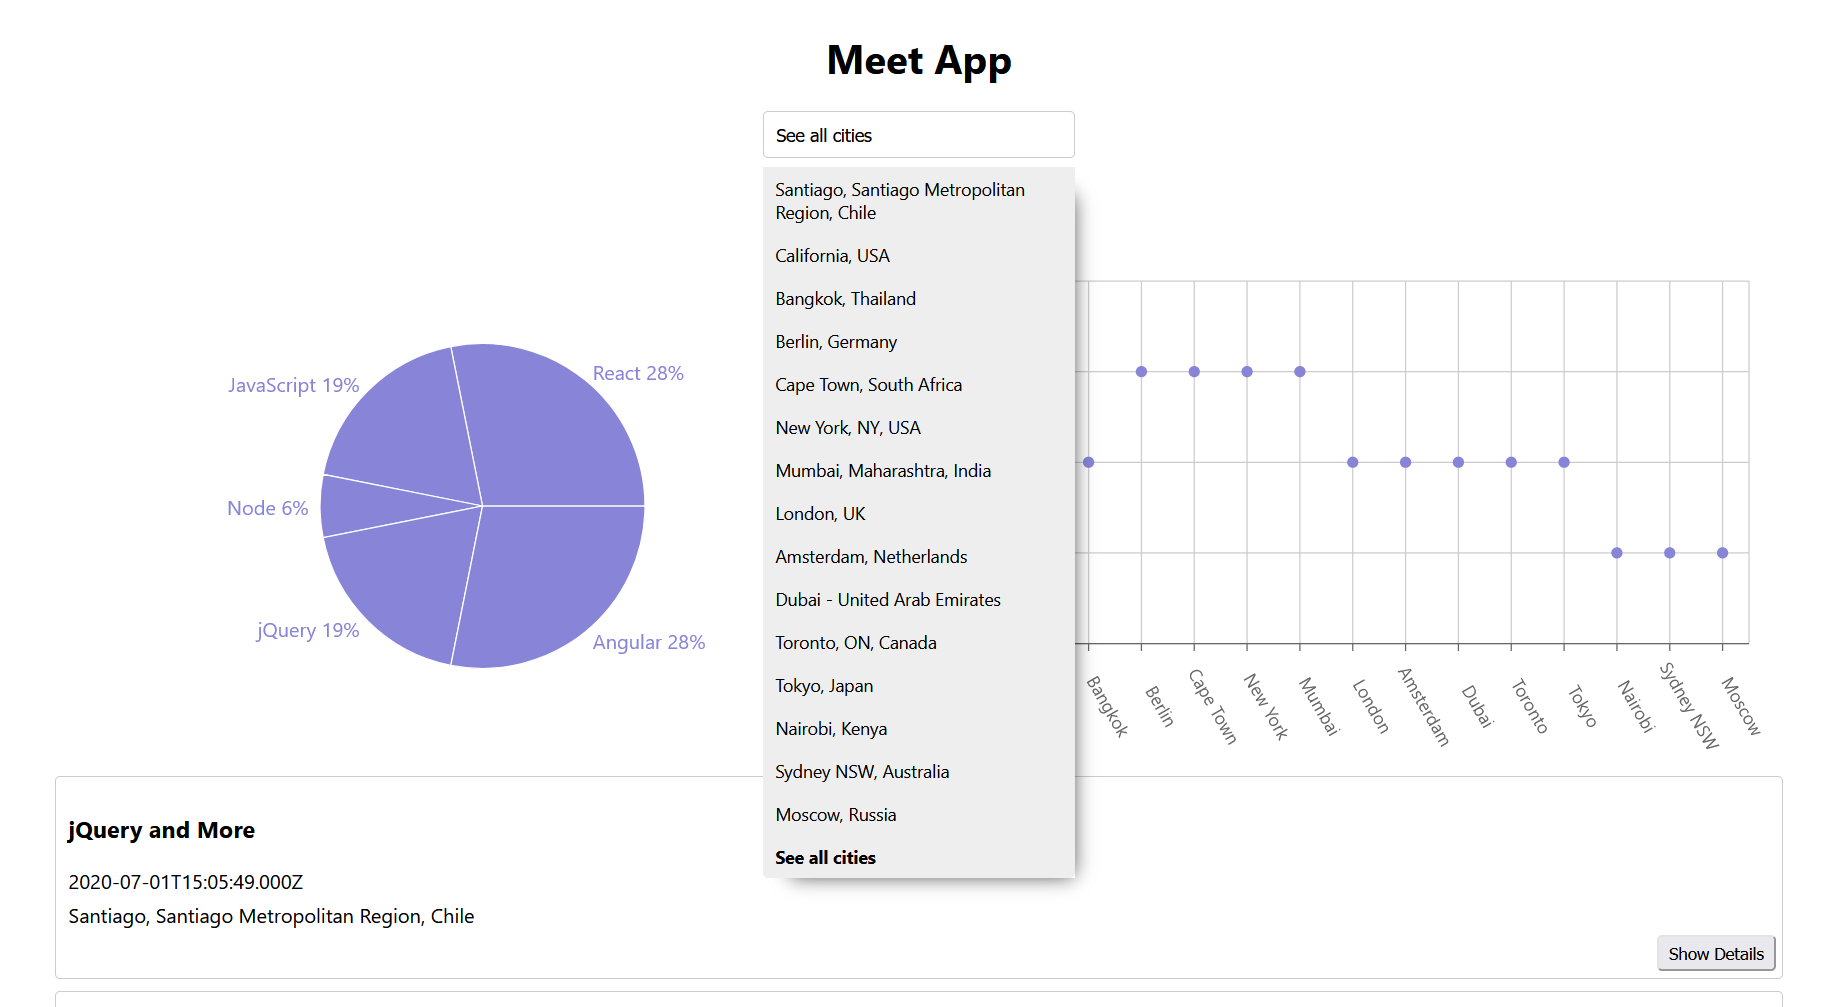 Meet App
See all cities
Santiago, Santiago Metropolitan
Region, Chile
California, USA
Bangkok, Thailand
Berlin, Germany
Cape Town, South Africa
New York, NY, USA
Mumbai, Maharashtra, India
London, UK
Amsterdam, Netherlands
Dubai - United Arab Emirates
Toronto, ON, Canada
Tokyo, Japan
Nairobi, Kenya
Sydney NSW, Australia
Moscow, Russia
See all cities
React 28%
JavaScript 19%
Node 6%
jQuery 19%
Angular 28%
Bangkok
Berlin
Cape Town
New York
Mumbai
London
Amsterdam
Dubai
Toronto
Tokyo
Nairobi
Sydney NSW
Moscow
jQuery and More
2020-07-01T15:05:49.000Z
Santiago, Santiago Metropolitan Region, Chile
Show Details